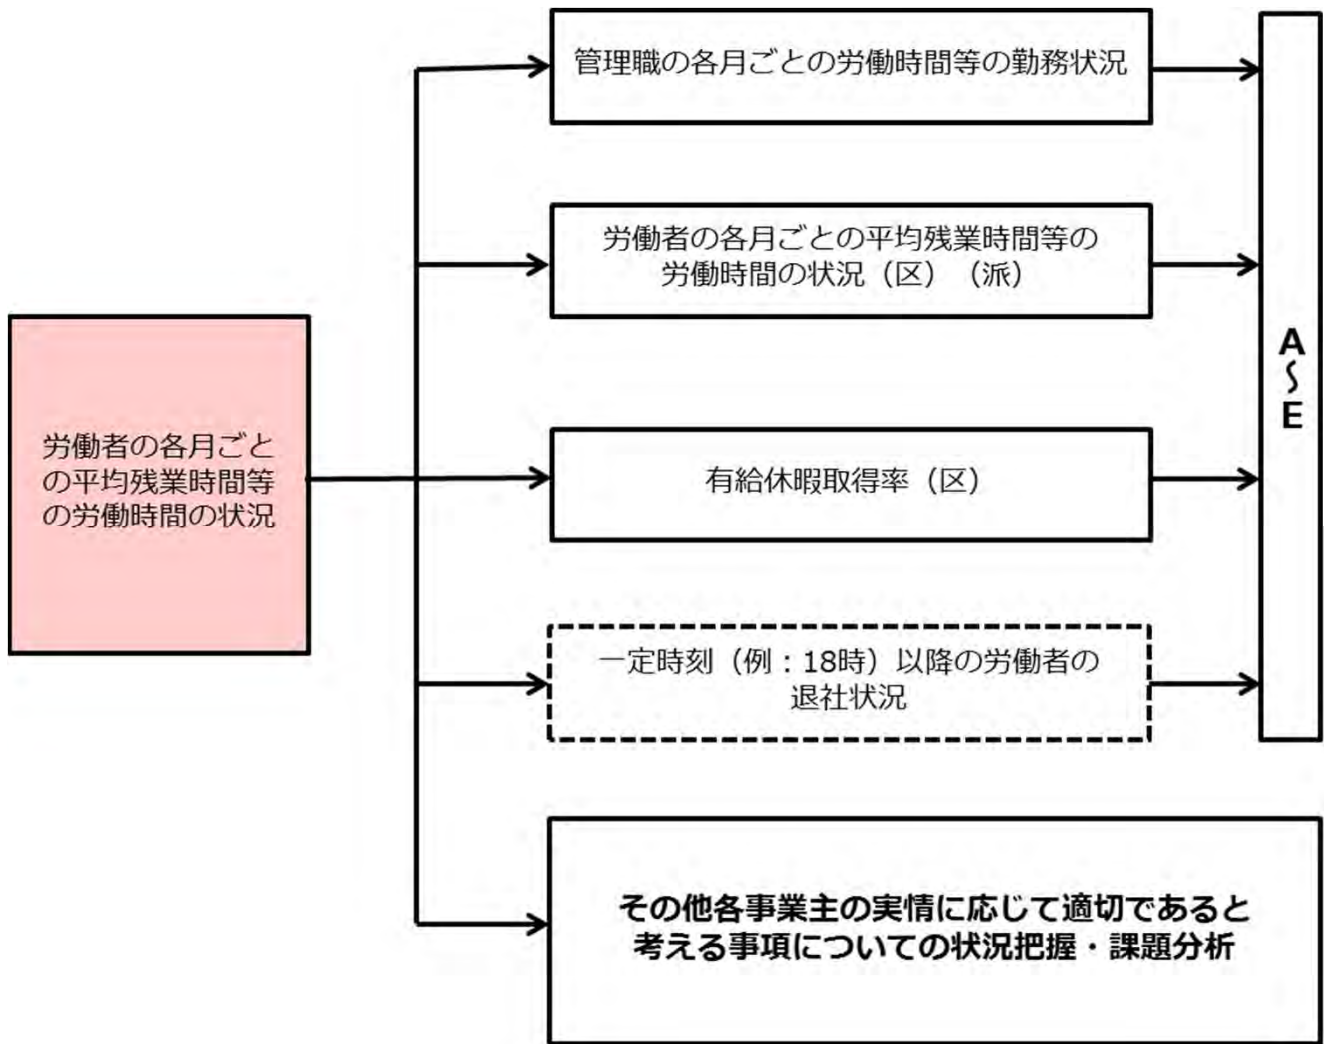 管理職の各月ごとの労働時間等の勤務状況
労働者の各月ごとの平均残業時間等の
労働時間の状況（区）（派）
労働者の各月ごと
の平均残業時間等
の労働時間の状況
有給休暇取得率（区）
一定時刻（例：18時）以降の労働者の
退社状況
A～E
その他各事業主の実情に応じて適切であると
考える事項についての状況把握・課題分析